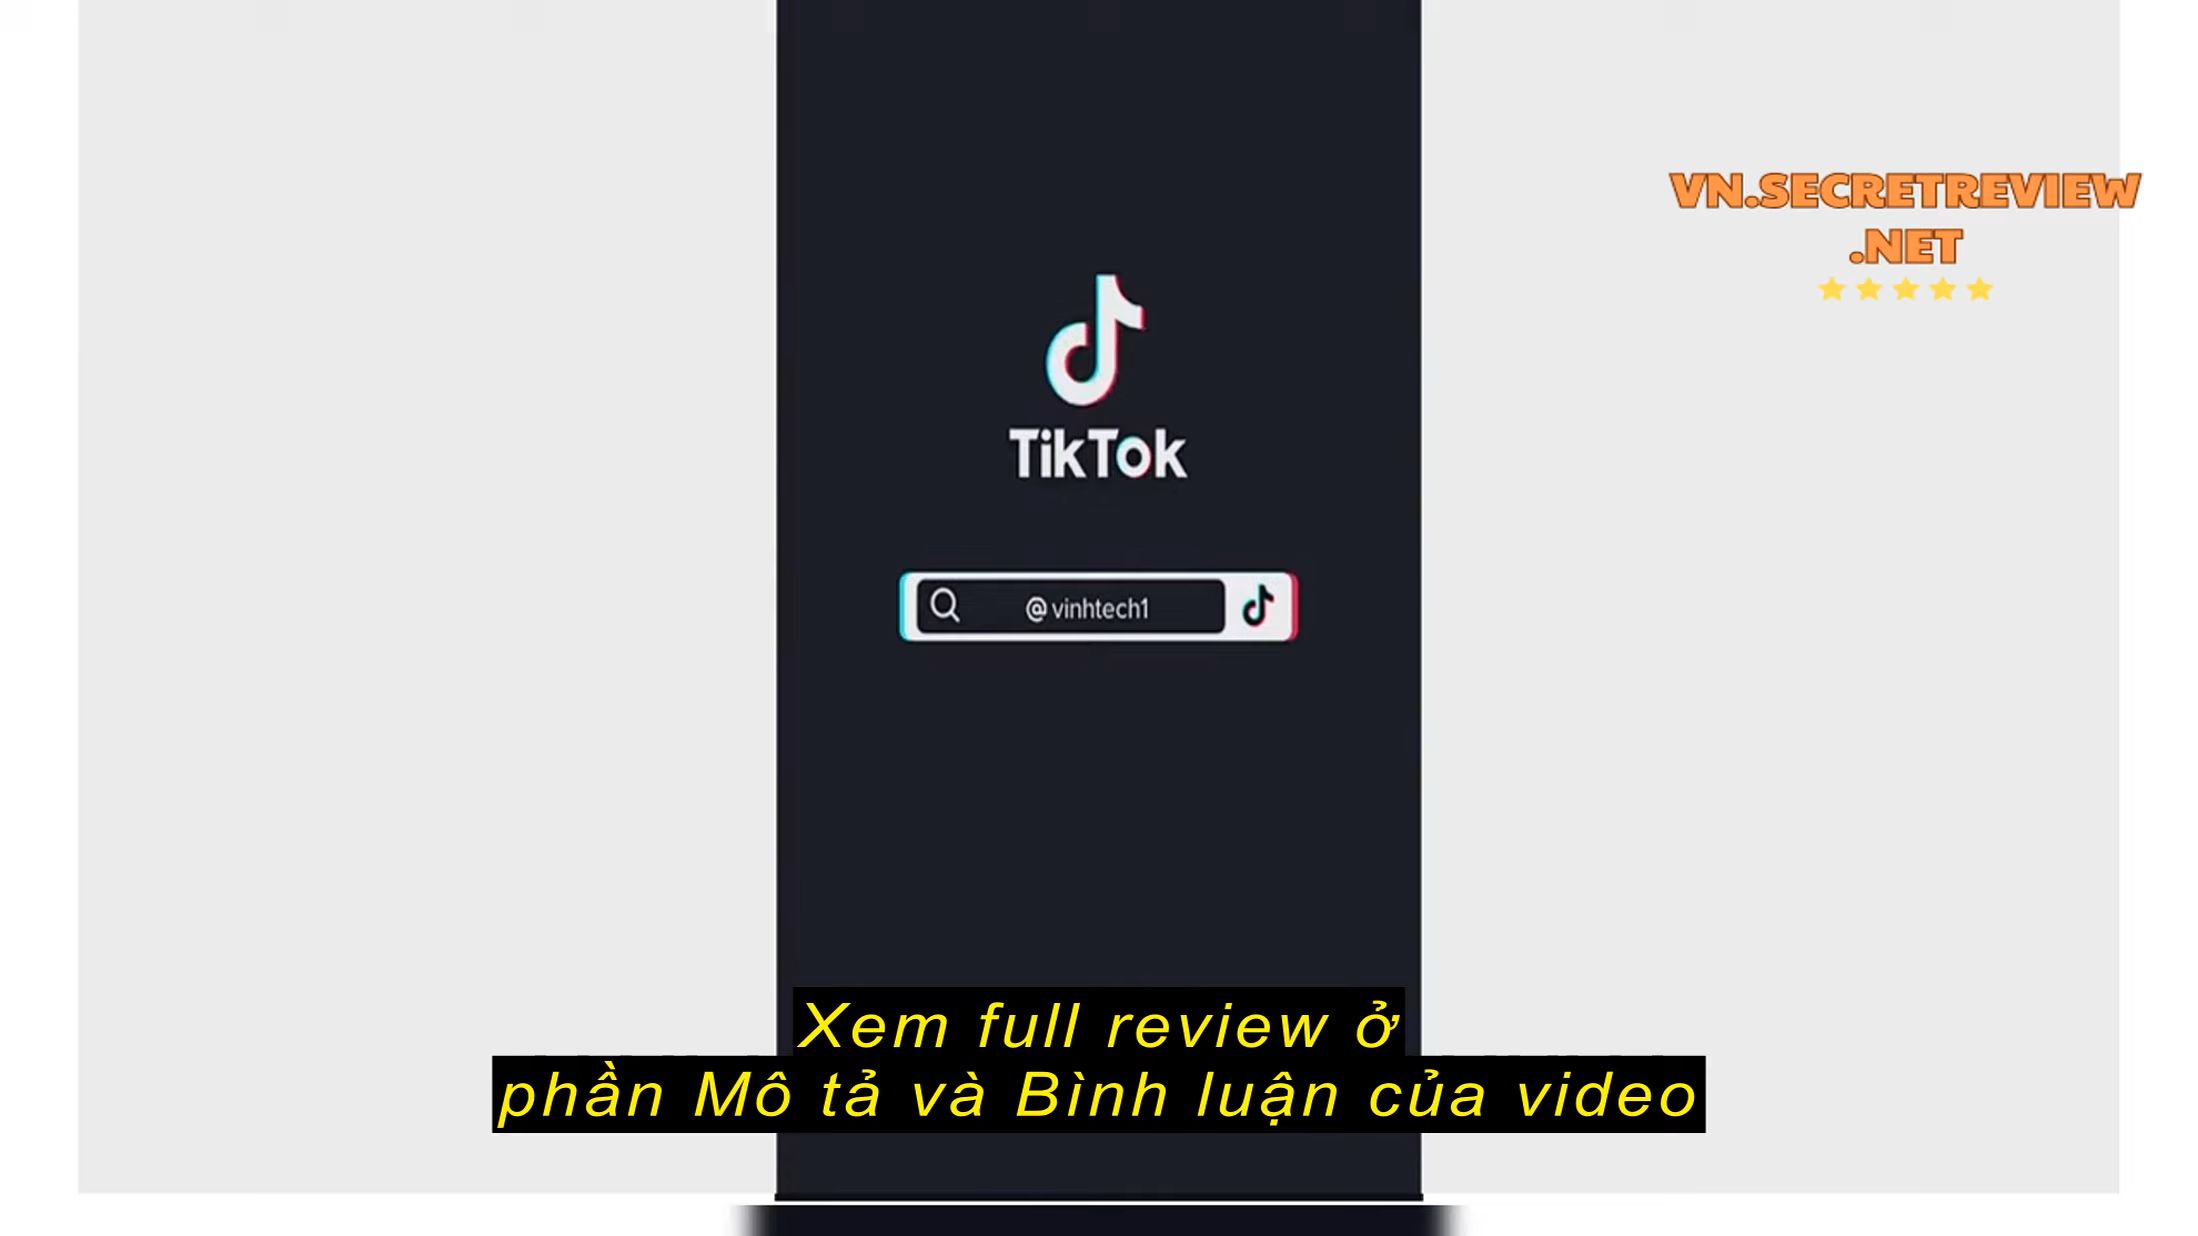 VN.SECRETREVIEW
.NET
TikTok
@vinhtech1
Xem full review ở
phần Mô tả và Bình luận của video